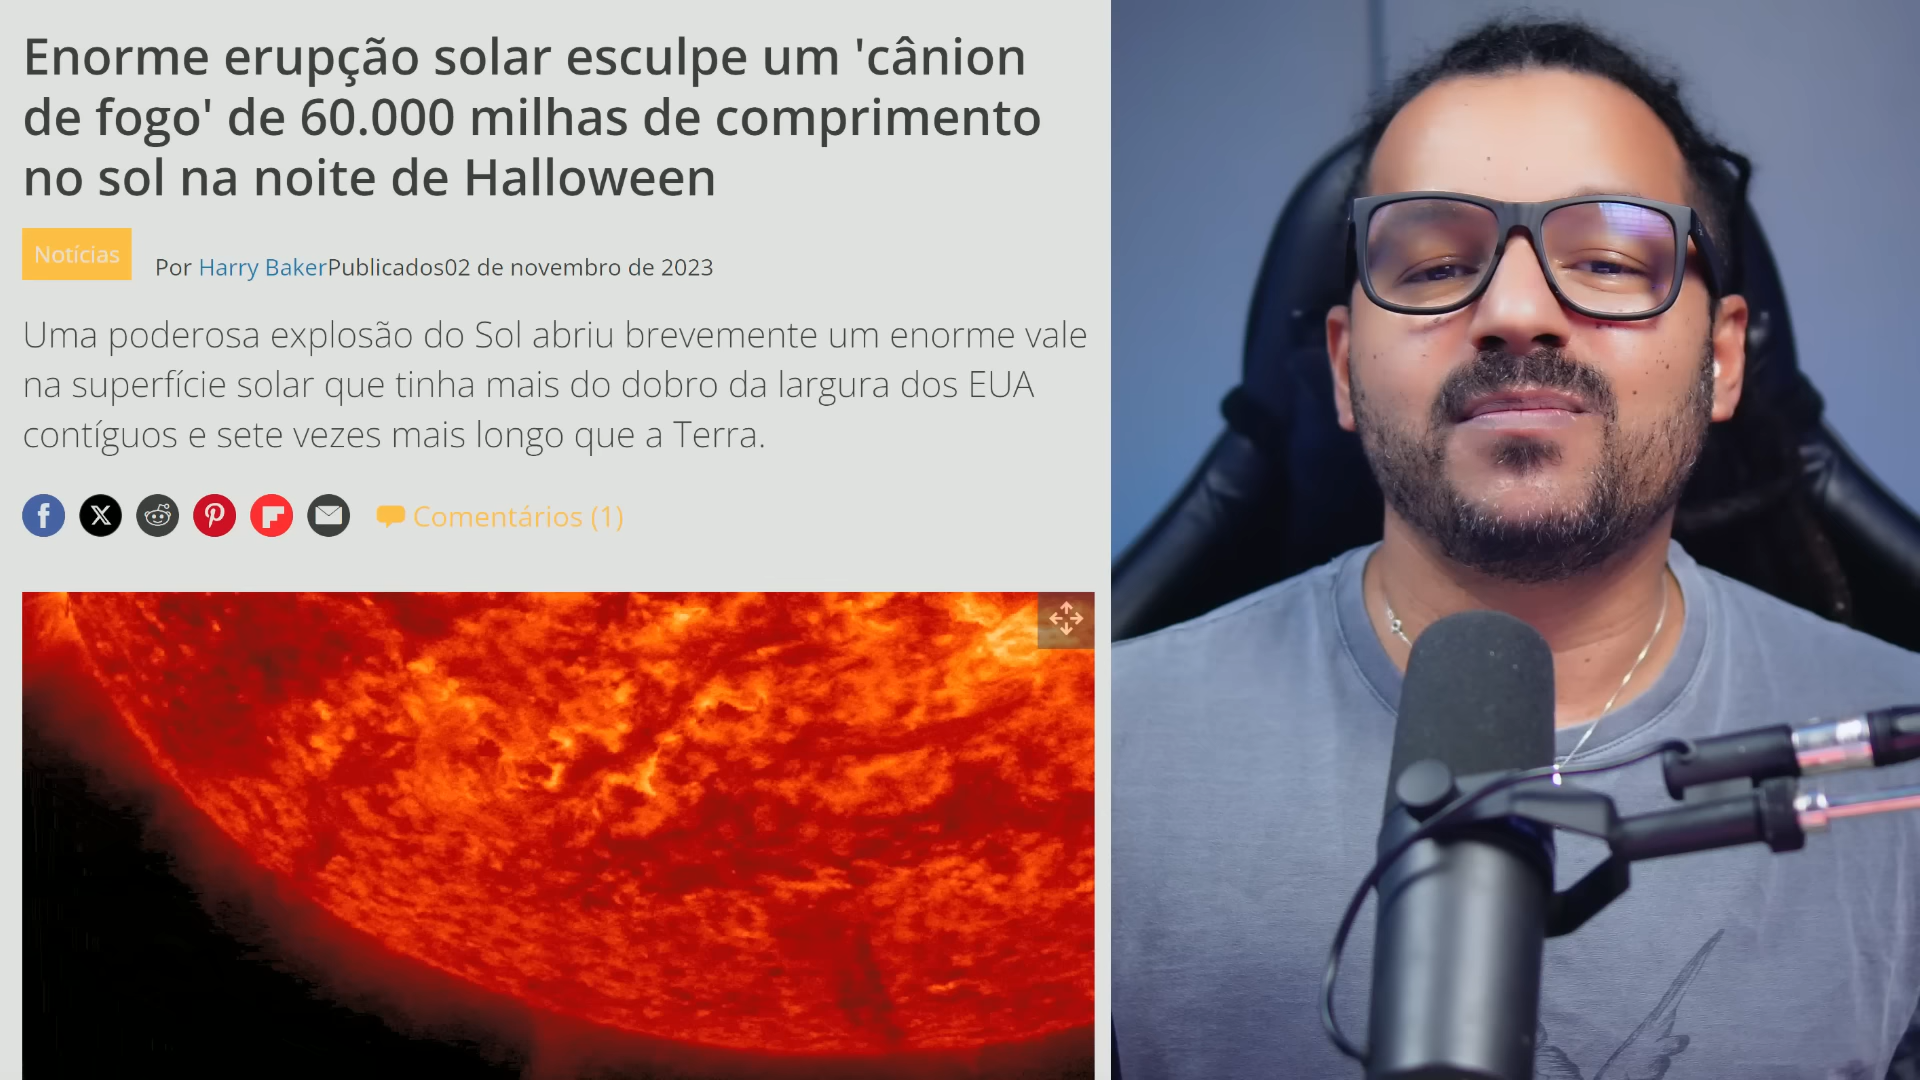 Enorme erupção solar esculpe um 'cânion
de fogo' de 60.000 milhas de comprimento
no sol na noite de Halloween
Notícias
Por Harry BakerPublicados02 de novembro de 2023
Uma poderosa explosão do Sol abriu brevemente um enorme vale
na superfície solar que tinha mais do dobro da largura dos EUA
contíguos e sete vezes mais longo que a Terra.
Comentários (1)